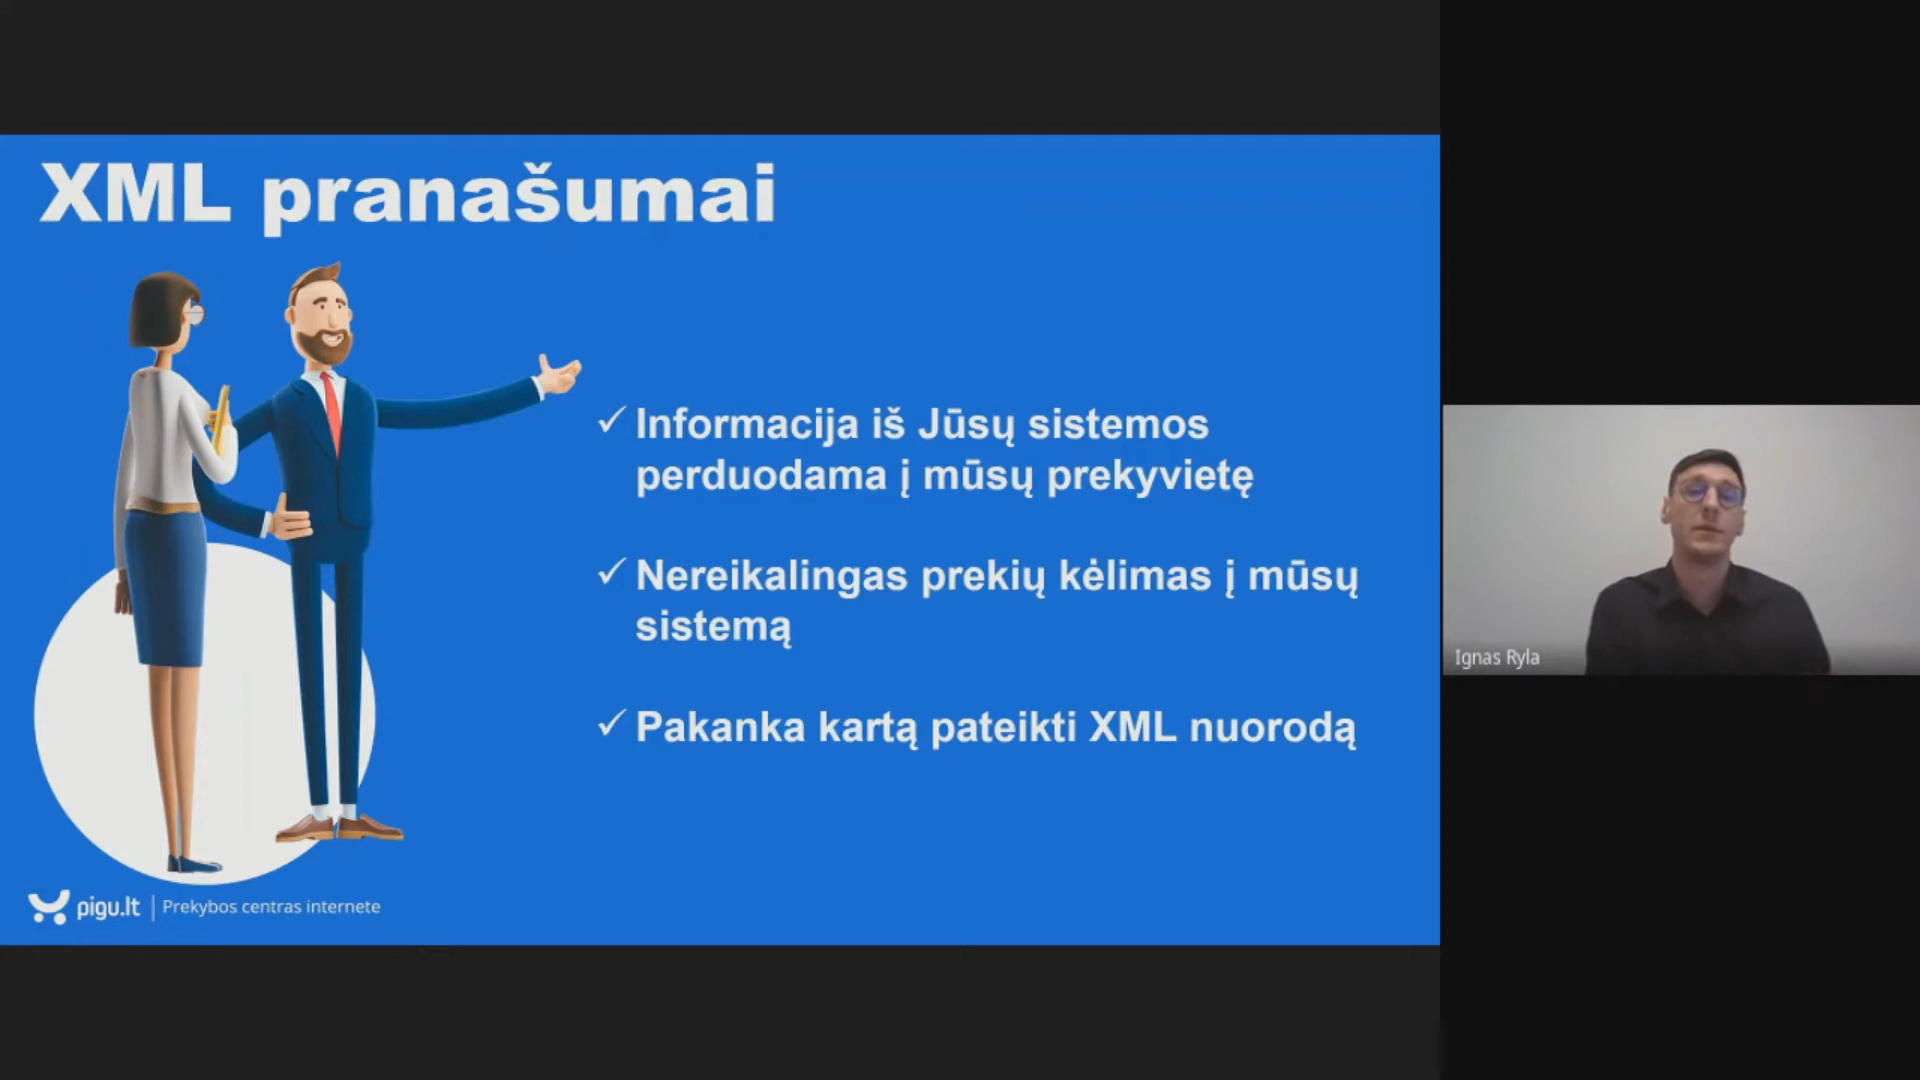 XML pranašumai
✓ Informacija iš Jūsų sistemos
perduodama į mūsų prekyvietę
✓ Nereikalingas prekių kėlimas į mūsų
sistemą
✓ Pakanka kartą pateikti XML nuorodą
pigu.lt | Prekybos centras internete
Ignas Ryla